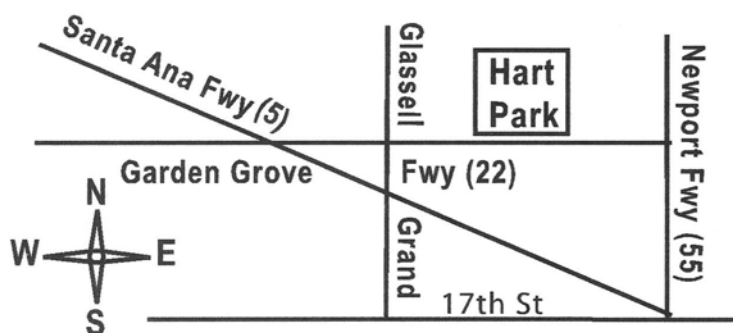 Santa Ana Fwy (5)
Glassell
Hart
Park
Newport Fwy (55)
Garden Grove
Fwy (22)
N
W
E
S
Grand
17th St